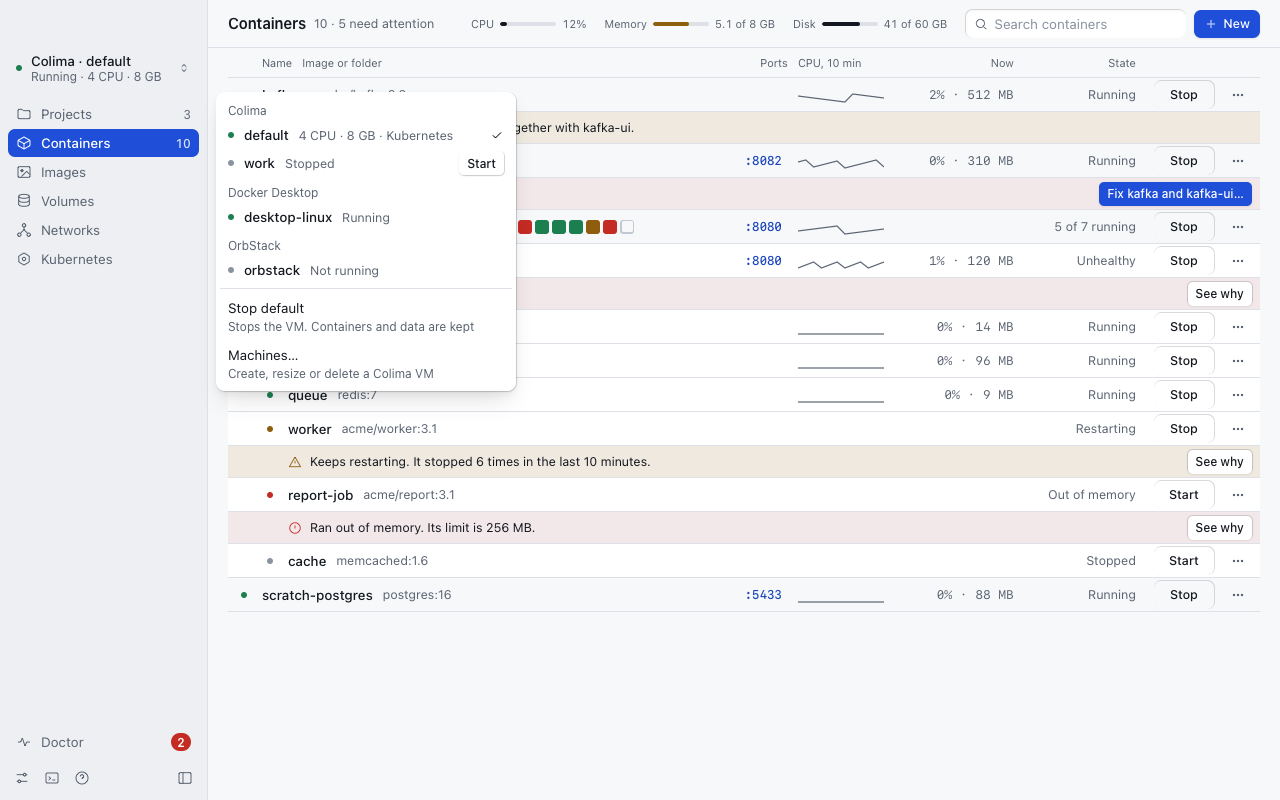 Containers 10 · 5 need attention CPU 12% Memory 5.1 of 8 GB Disk 41 of 60 GB Search containers + New
Colima · default
Running · 4 CPU · 8 GB
Projects 3
Containers 10
Images
Volumes
Networks
Kubernetes
Doctor 2
Name Image or folder Ports CPU, 10 min Now State
2% · 512 MB Running Stop
Colima
default 4 CPU · 8 GB · Kubernetes
work Stopped Start
Docker Desktop
desktop-linux Running
OrbStack
orbstack Not running
Stop default
Stops the VM. Containers and data are kept
Machines...
Create, resize or delete a Colima VM
with kafka-ui.
:8082 0% · 310 MB Running Stop
Fix kafka and kafka-ui...
:8080 5 of 7 running Stop
:8080 1% · 120 MB Unhealthy Stop
See why
0% · 14 MB Running Stop
0% · 96 MB Running Stop
queue redis:7 0% · 9 MB Running Stop
worker acme/worker:3.1 Restarting Stop
Keeps restarting. It stopped 6 times in the last 10 minutes. See why
report-job acme/report:3.1 Out of memory Start
Ran out of memory. Its limit is 256 MB. See why
cache memcached:1.6 Stopped Start
scratch-postgres postgres:16 :5433 0% · 88 MB Running Stop